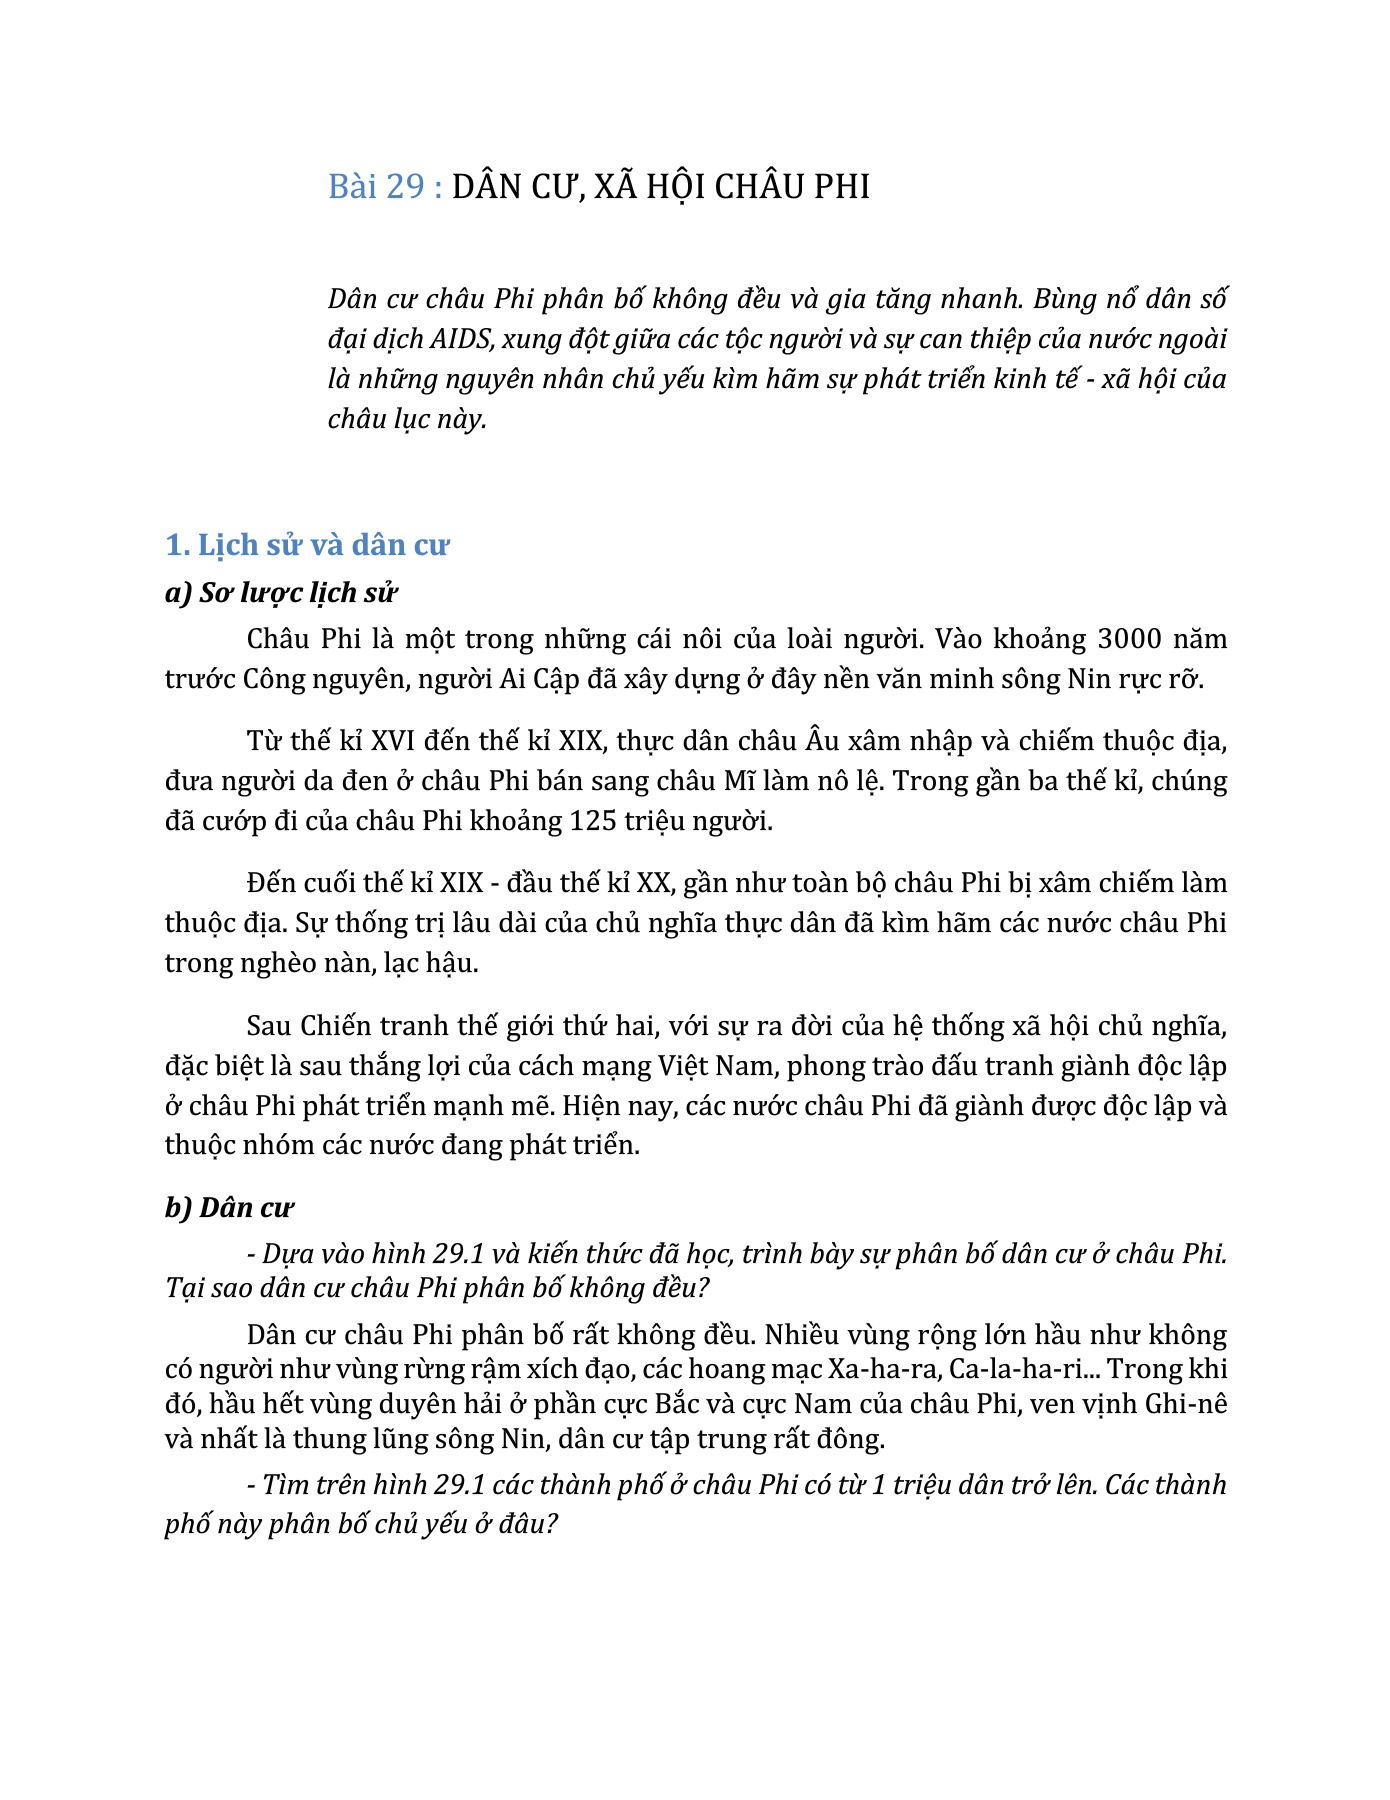 Bài 29 : DÂN CƯ, XÃ HỘI CHÂU PHI
Dân cư châu Phi phân bố không đều và gia tăng nhanh. Bùng nổ dân số
đại dịch AIDS, xung đột giữa các tộc người và sự can thiệp của nước ngoài
là những nguyên nhân chủ yếu kìm hãm sự phát triển kinh tế - xã hội của
châu lục này.
1. Lịch sử và dân cư
a) Sơ lược lịch sử
Châu Phi là một trong những cái nôi của loài người. Vào khoảng 3000 năm
trước Công nguyên, người Ai Cập đã xây dựng ở đây nền văn minh sông Nin rực rỡ.
Từ thế kỉ XVI đến thế kỉ XIX, thực dân châu Âu xâm nhập và chiếm thuộc địa,
đưa người da đen ở châu Phi bán sang châu Mĩ làm nô lệ. Trong gần ba thế kỉ, chúng
đã cướp đi của châu Phi khoảng 125 triệu người.
Đến cuối thế kỉ XIX - đầu thế kỉ XX, gần như toàn bộ châu Phi bị xâm chiếm làm
thuộc địa. Sự thống trị lâu dài của chủ nghĩa thực dân đã kìm hãm các nước châu Phi
trong nghèo nàn, lạc hậu.
Sau Chiến tranh thế giới thứ hai, với sự ra đời của hệ thống xã hội chủ nghĩa,
đặc biệt là sau thắng lợi của cách mạng Việt Nam, phong trào đấu tranh giành độc lập
ở châu Phi phát triển mạnh mẽ. Hiện nay, các nước châu Phi đã giành được độc lập và
thuộc nhóm các nước đang phát triển.
b) Dân cư
- Dựa vào hình 29.1 và kiến thức đã học, trình bày sự phân bố dân cư ở châu Phi.
Tại sao dân cư châu Phi phân bố không đều?
Dân cư châu Phi phân bố rất không đều. Nhiều vùng rộng lớn hầu như không
có người như vùng rừng rậm xích đạo, các hoang mạc Xa-ha-ra, Ca-la-ha-ri... Trong khi
đó, hầu hết vùng duyên hải ở phần cực Bắc và cực Nam của châu Phi, ven vịnh Ghi-nê
và nhất là thung lũng sông Nin, dân cư tập trung rất đông.
- Tìm trên hình 29.1 các thành phố ở châu Phi có từ 1 triệu dân trở lên. Các thành
phố này phân bố chủ yếu ở đâu?